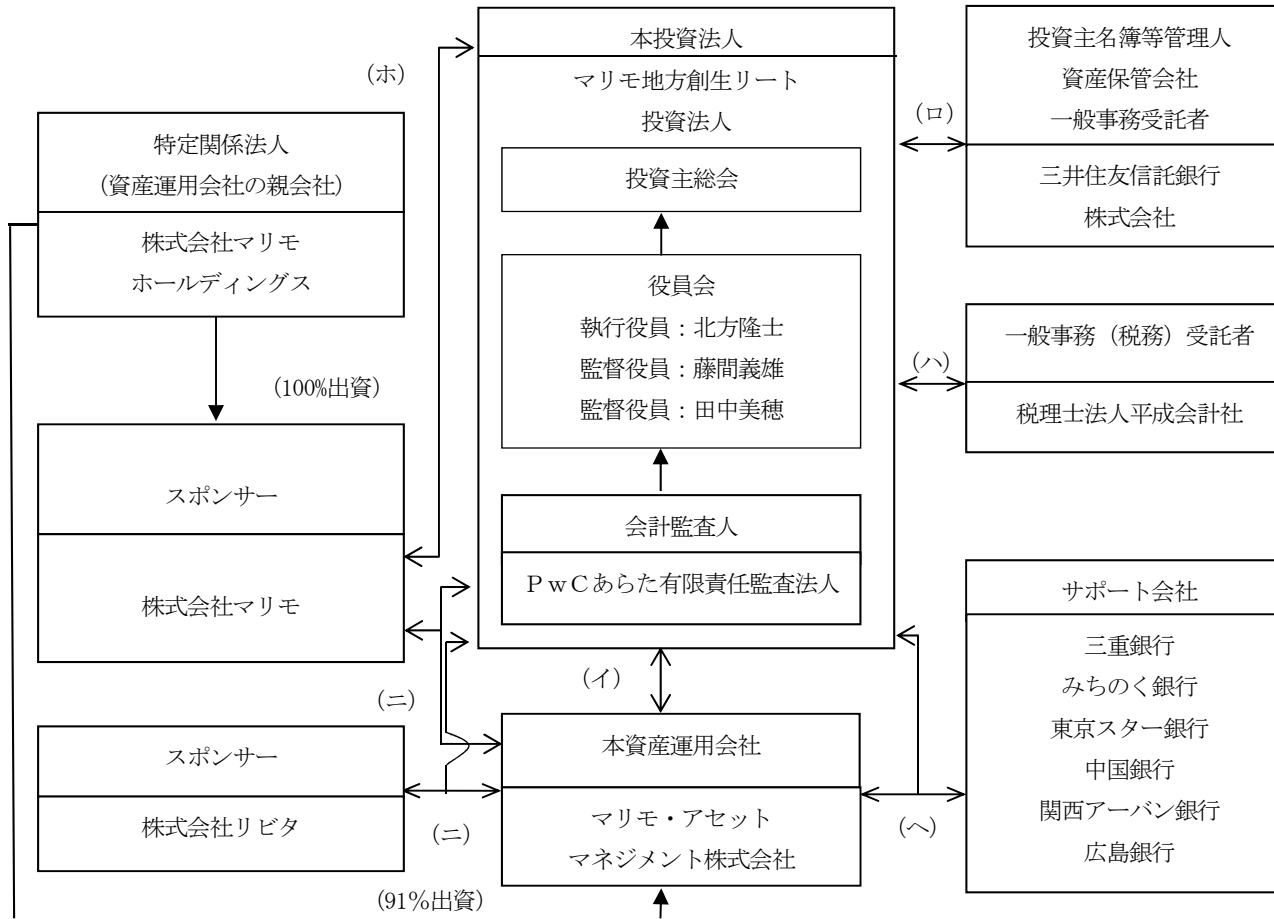 本投資法人
マリモ地方創生リート
投資法人
投資主総会
役員会
執行役員：北方隆士
監督役員：藤間義雄
監督役員：田中美穂
会計監査人
ＰｗＣあらた有限責任監査法人
(ホ)
特定関係法人
(資産運用会社の親会社)
株式会社マリモ
ホールディングス
(100%出資)
スポンサー
株式会社マリモ
(ニ)
スポンサー
株式会社リビタ
(ニ)
(イ)
本資産運用会社
マリモ・アセット
マネジメント株式会社
(91%出資)
(ロ)
投資主名簿等管理人
資産保管会社
一般事務受託者
三井住友信託銀行
株式会社
(ハ)
一般事務（税務）受託者
税理士法人平成会計社
サポート会社
三重銀行
みちのく銀行
東京スター銀行
中国銀行
関西アーバン銀行
広島銀行
(ヘ)